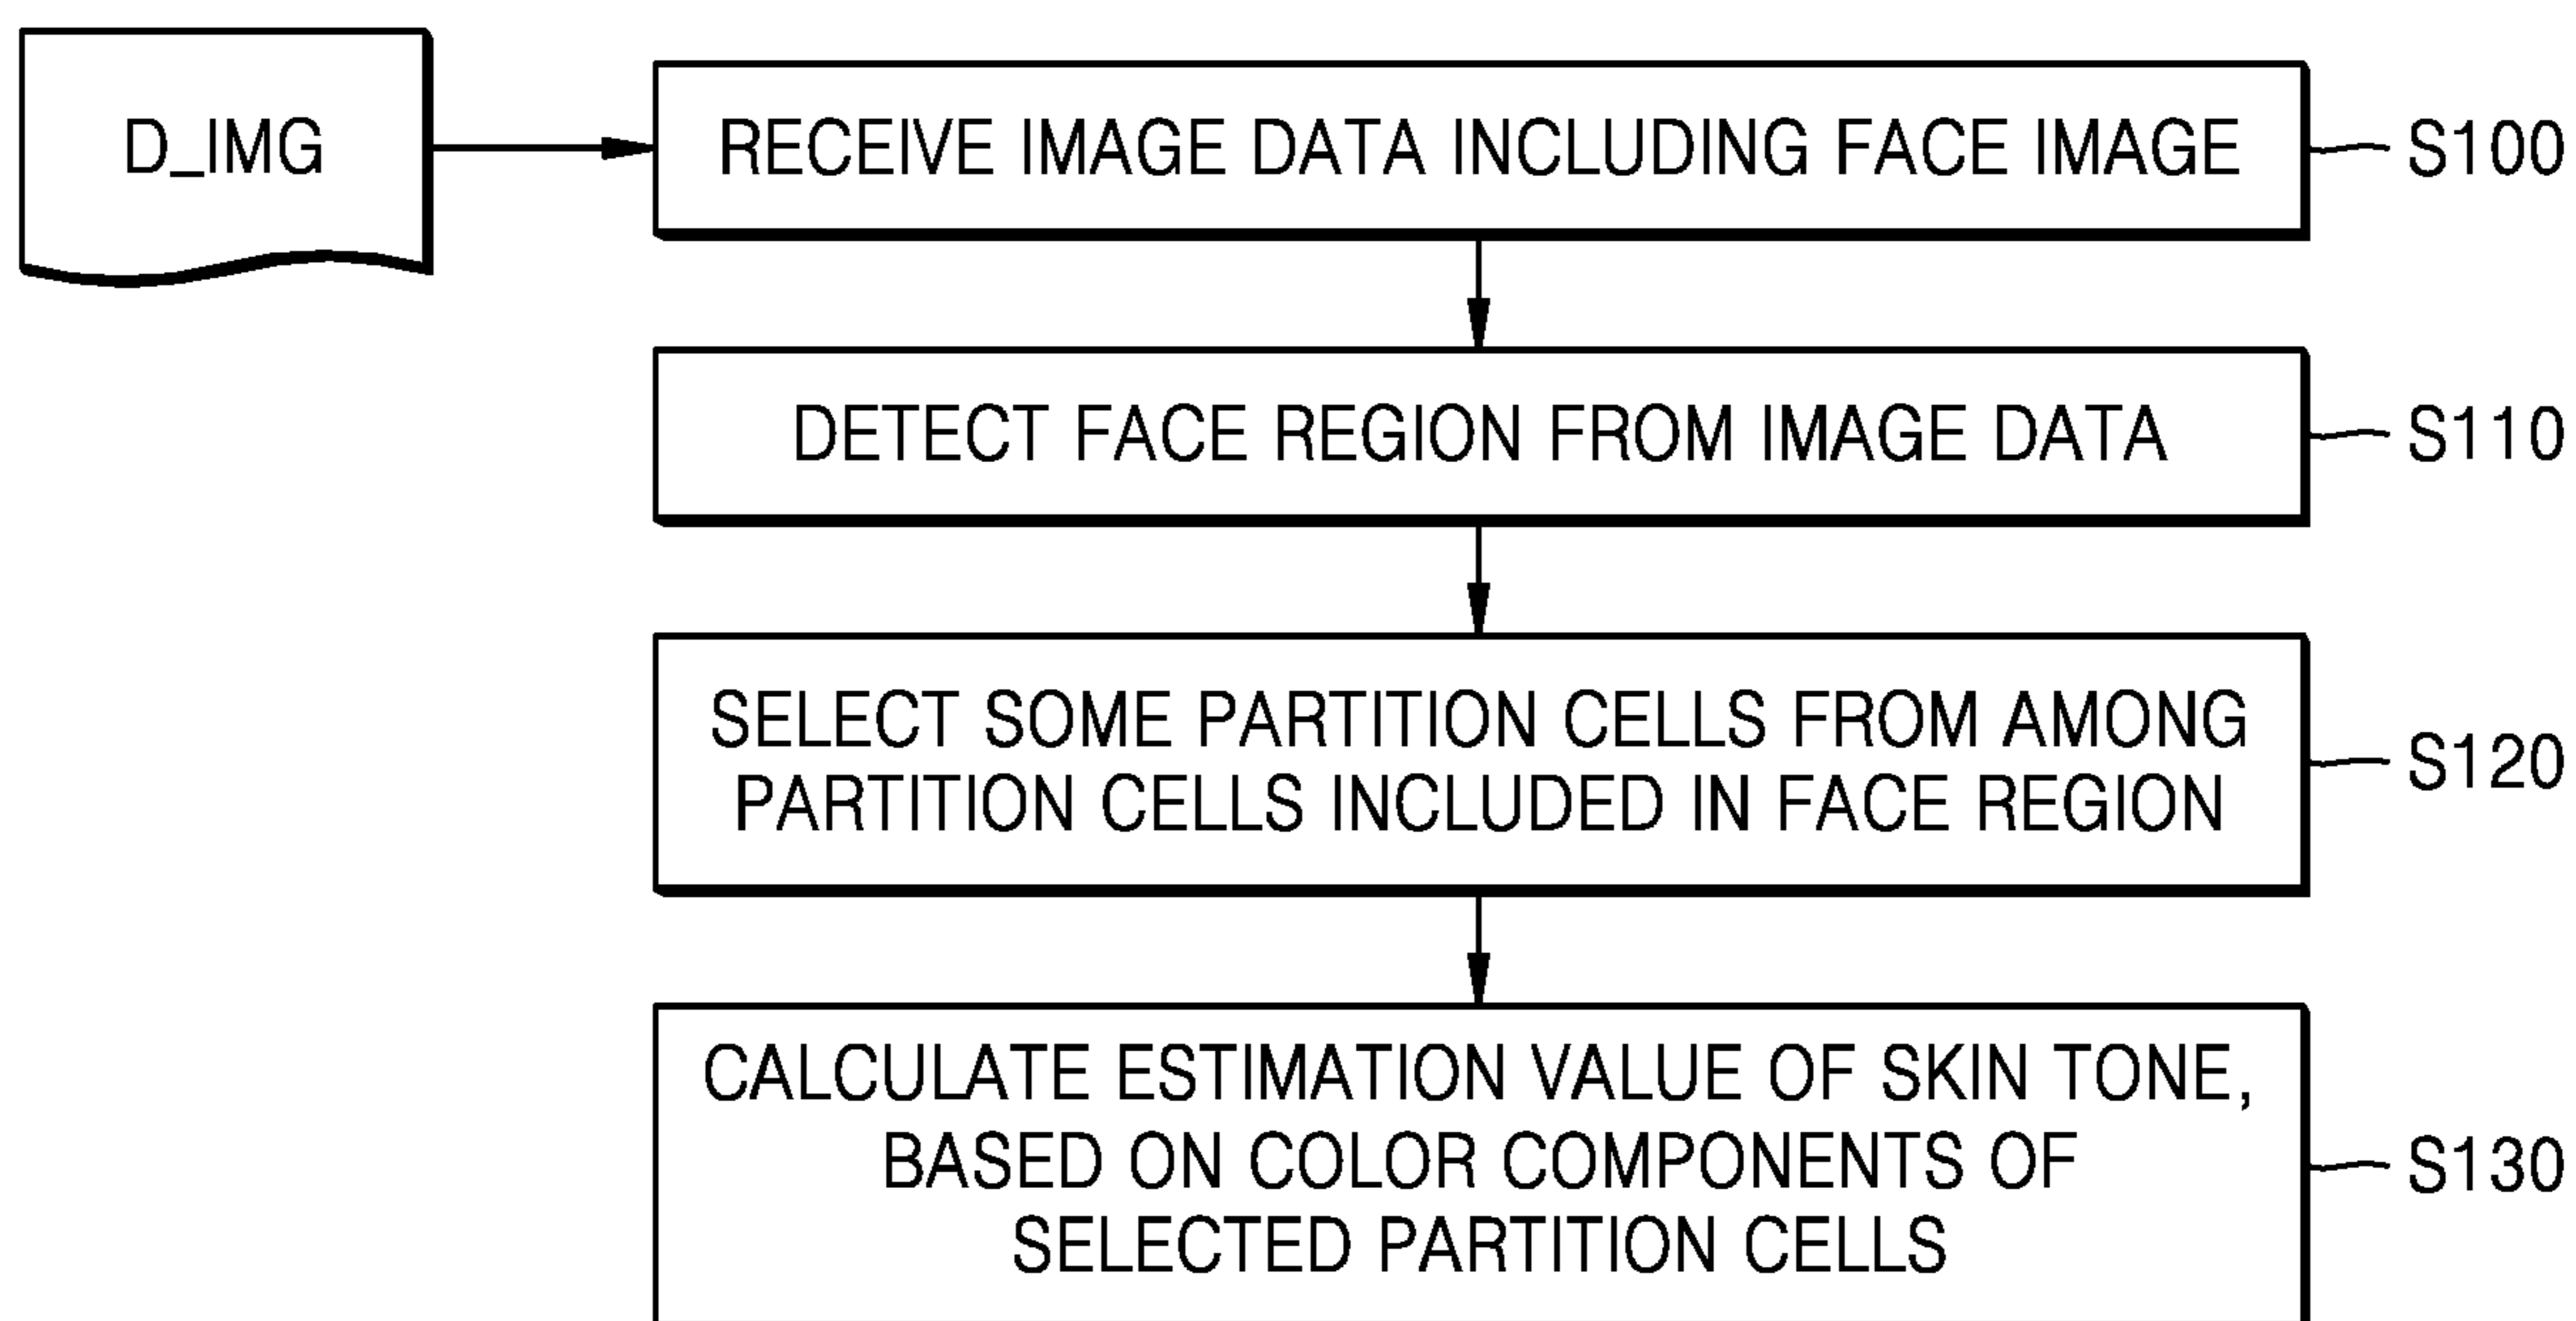 D_IMG
RECEIVE IMAGE DATA INCLUDING FACE IMAGE
S100
DETECT FACE REGION FROM IMAGE DATA
S110
SELECT SOME PARTITION CELLS FROM AMONG
PARTITION CELLS INCLUDED IN FACE REGION
S120
CALCULATE ESTIMATION VALUE OF SKIN TONE,
BASED ON COLOR COMPONENTS OF
SELECTED PARTITION CELLS
S130